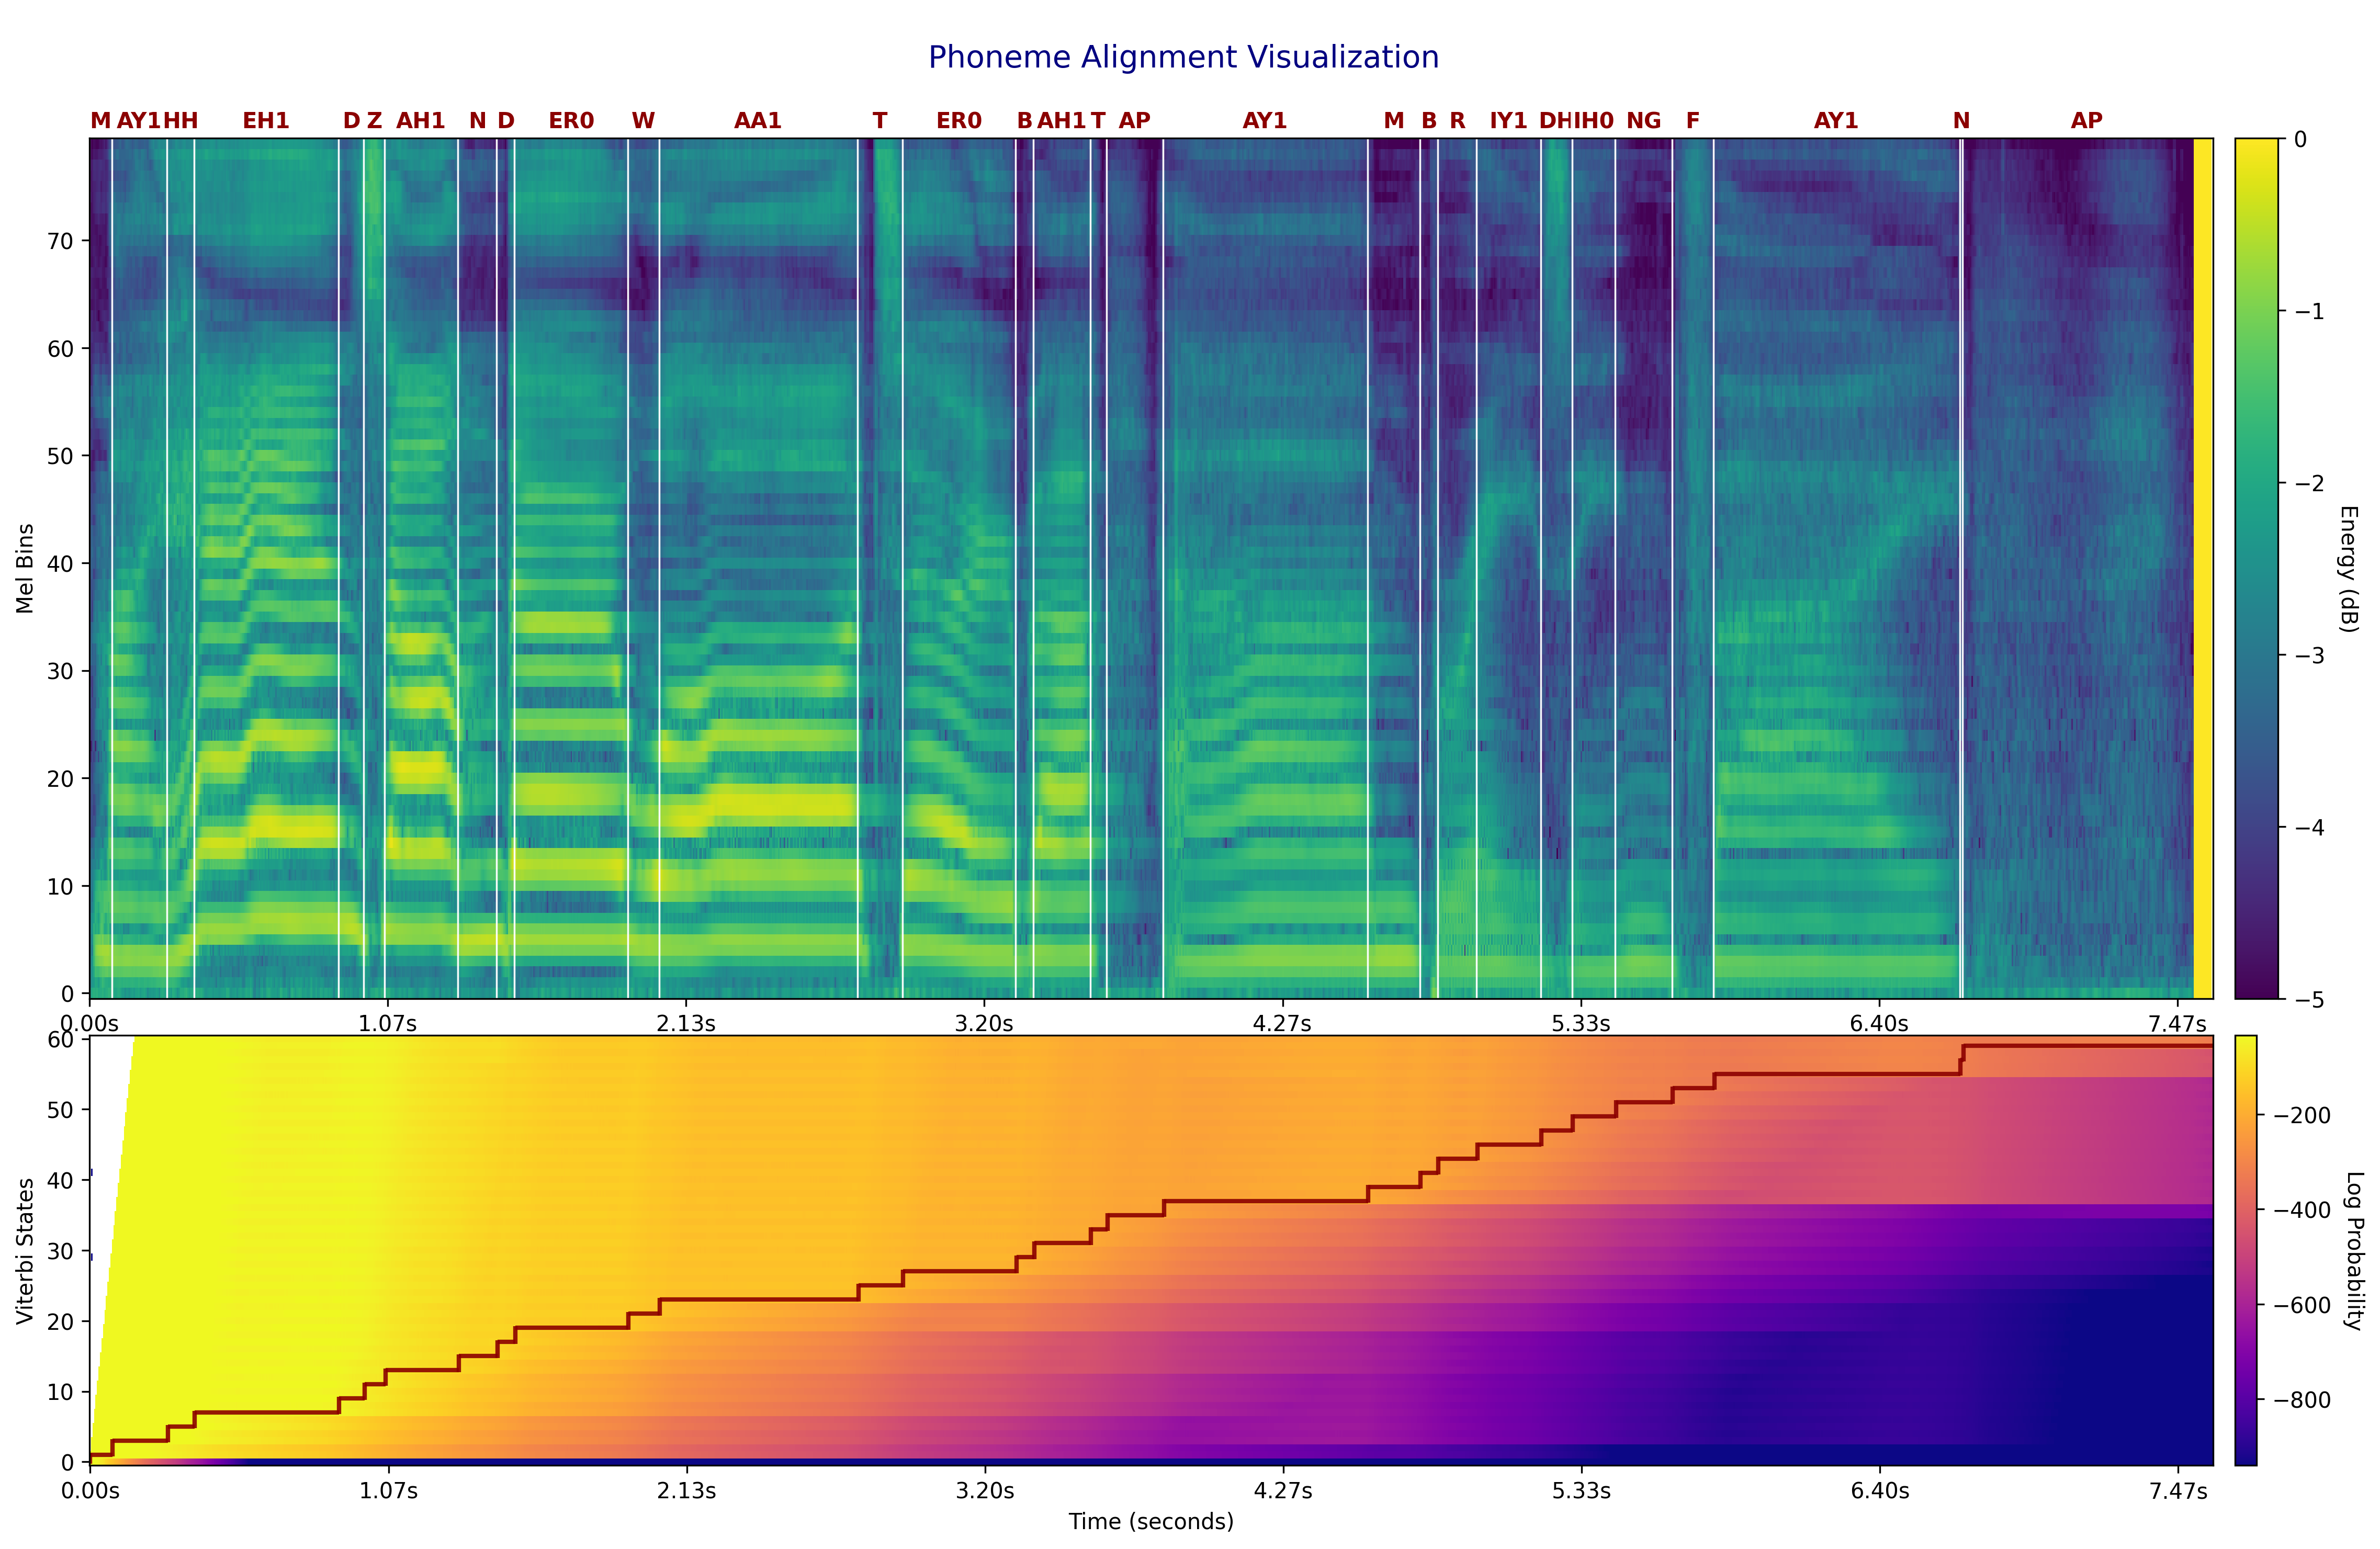 Phoneme Alignment Visualization
M AY1 HH EH1 D Z AH1 N D ER0 W AA1 T ER0 B AH1 T AP AY1 M B R IY1 DH IH0 NG F AY1 N AP
Mel Bins
70
60
50
40
30
20
10
0
0.00s 1.07s 2.13s 3.20s 4.27s 5.33s 6.40s 7.47s
0
−1
−2
−3
−4
−5
Energy (dB)
Viterbi States
60
50
40
30
20
10
0
0.00s 1.07s 2.13s 3.20s 4.27s 5.33s 6.40s 7.47s
Time (seconds)
−200
−400
−600
−800
Log Probability